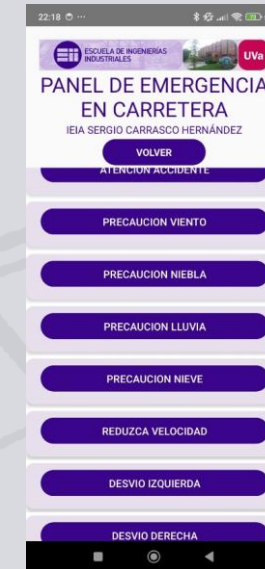 22:18
ESCUELA DE INGENIERÍAS
INDUSTRIALES
UVa
PANEL DE EMERGENCIA
EN CARRETERA
IEIA SERGIO CARRASCO HERNÁNDEZ
VOLVER
ATENCION ACCIDENTE
PRECAUCION VIENTO
PRECAUCION NIEBLA
PRECAUCION LLUVIA
PRECAUCION NIEVE
REDUZCA VELOCIDAD
DESVIO IZQUIERDA
DESVIO DERECHA